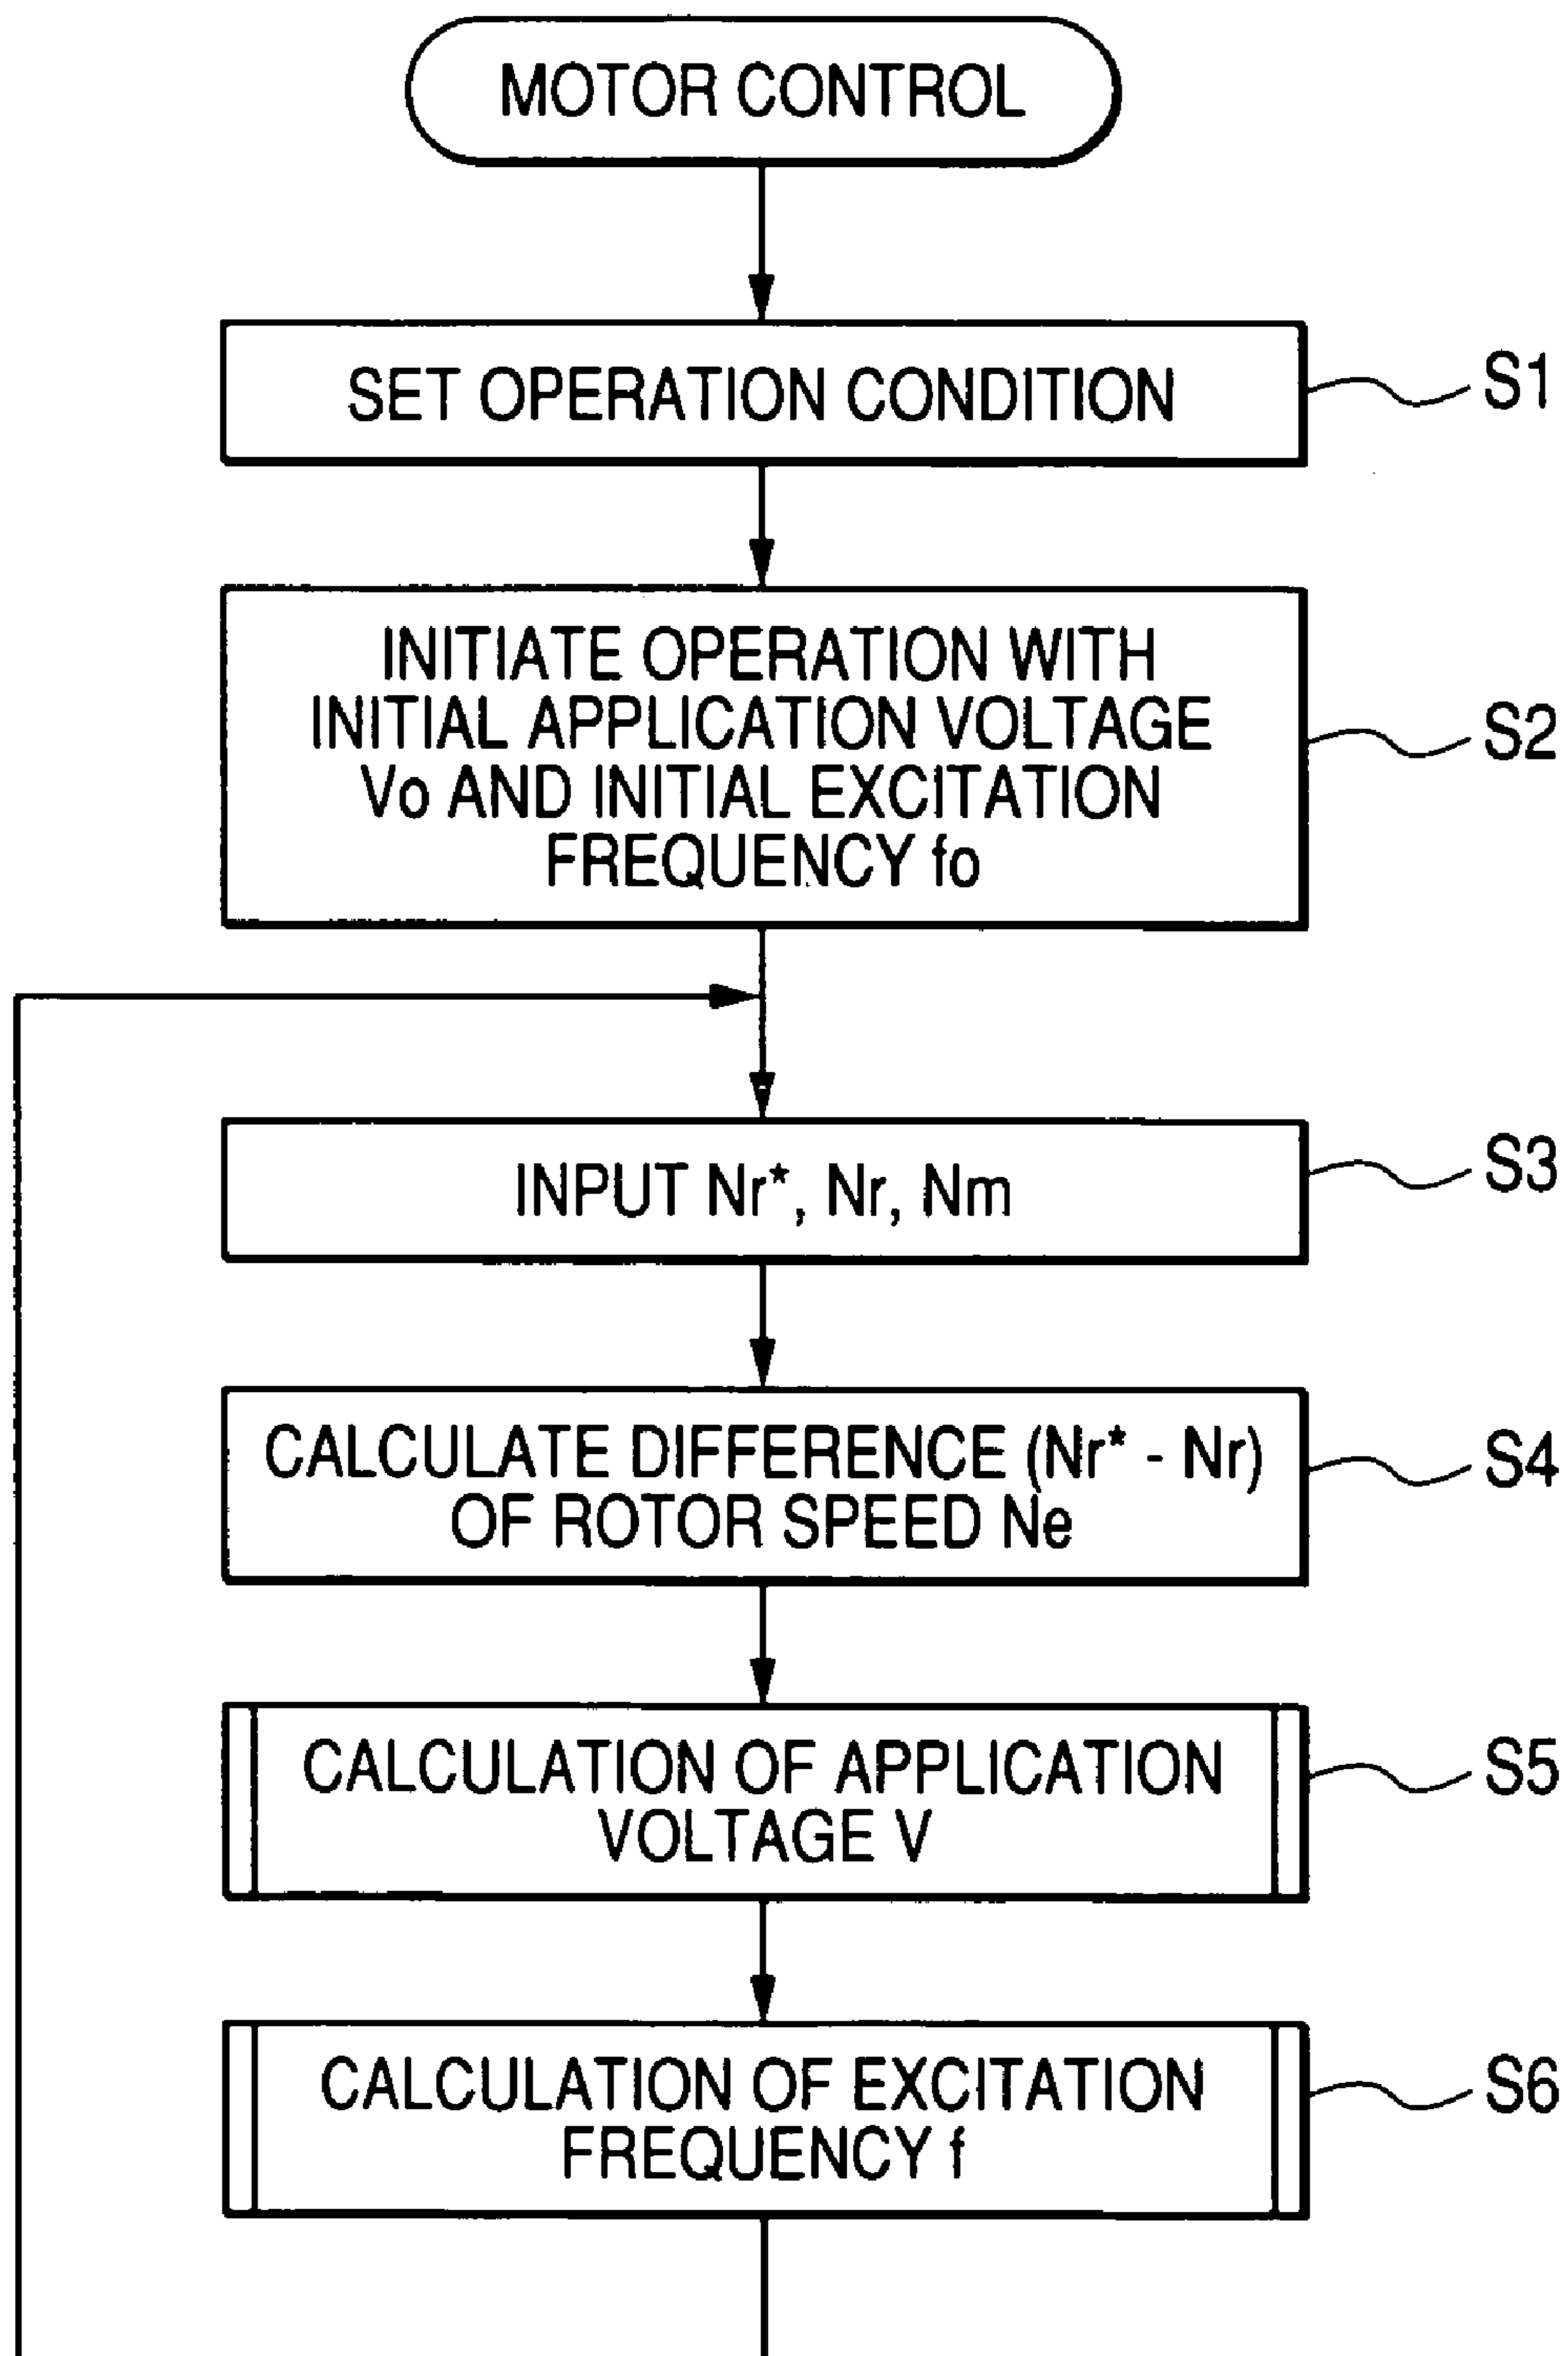 MOTOR CONTROL
SET OPERATION CONDITION
S1
INITIATE OPERATION WITH
INITIAL APPLICATION VOLTAGE
Vo AND INITIAL EXCITATION
FREQUENCY fo
S2
INPUT Nr*, Nr, Nm
S3
CALCULATE DIFFERENCE (Nr* - Nr)
OF ROTOR SPEED Ne
S4
CALCULATION OF APPLICATION
VOLTAGE V
S5
CALCULATION OF EXCITATION
FREQUENCY f
S6